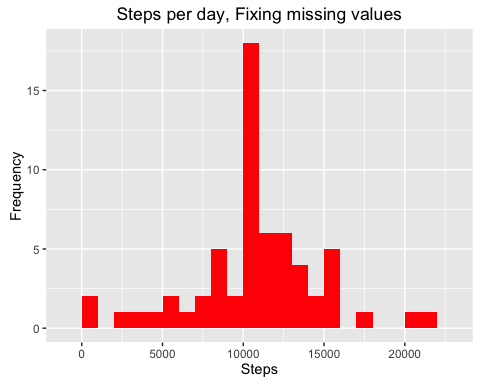 Steps per day, Fixing missing values
15
10
5
0
Frequency
0 5000 10000 15000 20000
Steps